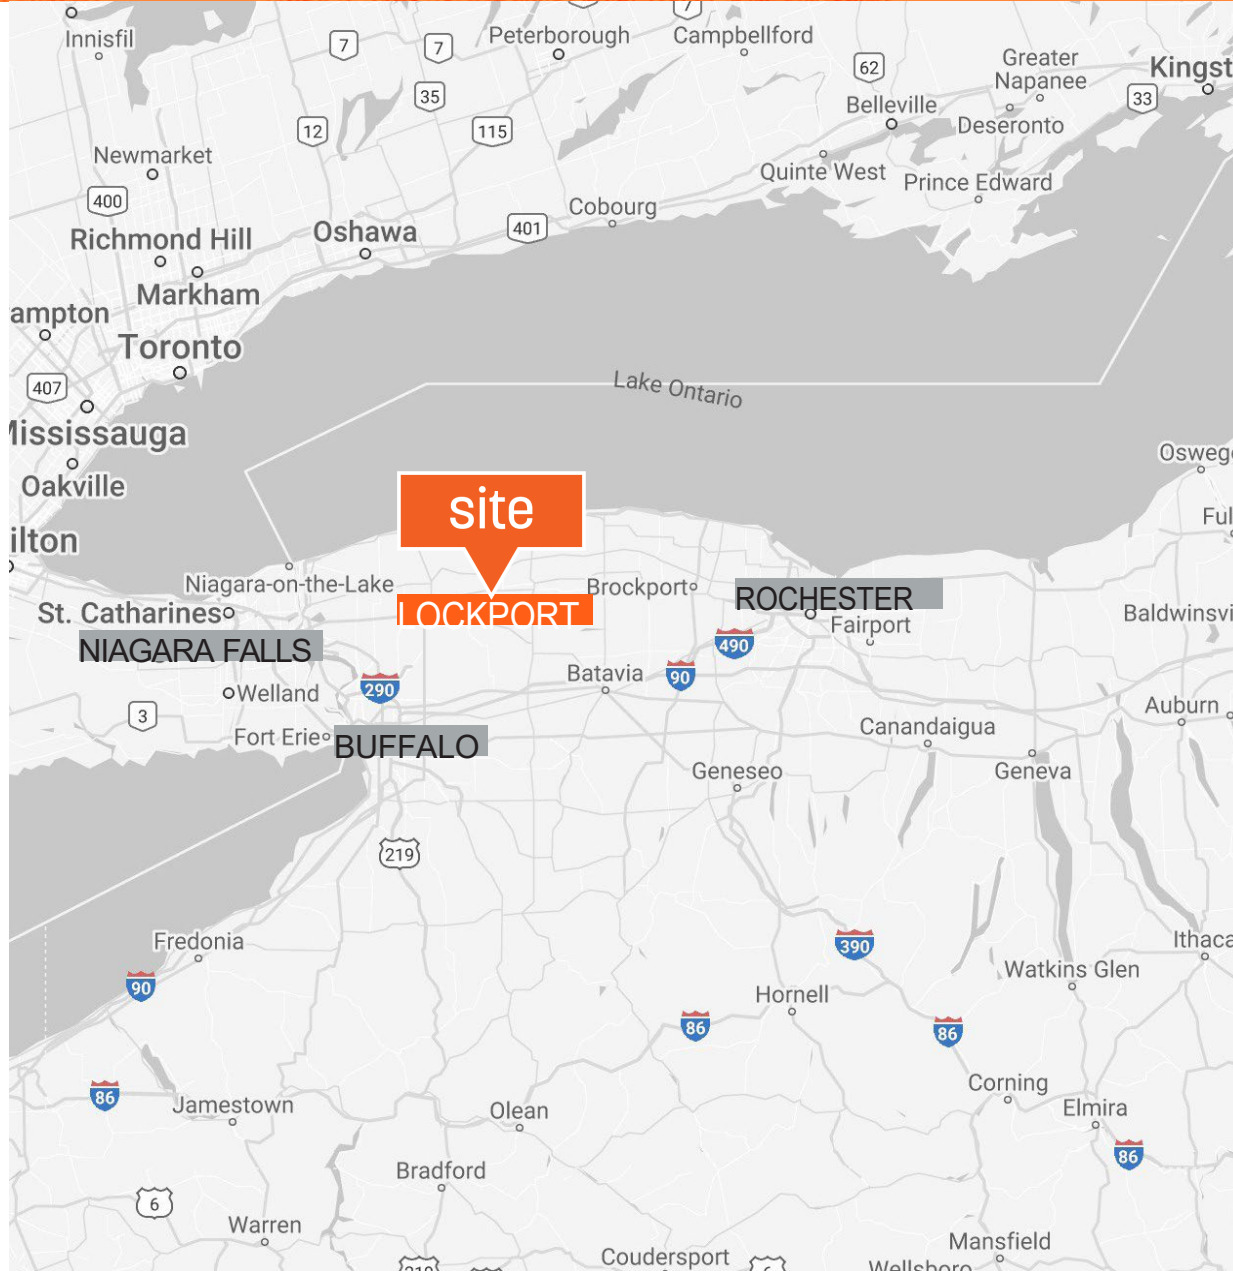 7
Innisfil
7
7
Peterborough
Campbellford
62
Greater
Napanee
Kingst
35
33
Belleville
12
115
Deseronto
Newmarket
Quinte West
Prince Edward
400
Cobourg
401
Richmond Hill
Oshawa
Markham
ampton
Toronto
407
Lake Ontario
Mississauga
Osweg
Oakville
site
Ful
ilton
Niagara-on-the-Lake
Brockport
ROCHESTER
St. Catharines
LOCKPORT
Fairport
Baldwinsvi
NIAGARA FALLS
490
Batavia
90
290
Welland
3
Auburn
Fort Erie
BUFFALO
Canandaigua
Geneseo
Geneva
219
Fredonia
390
Ithaca
90
Watkins Glen
Hornell
86
86
86
Jamestown
Olean
Corning
Elmira
86
Bradford
6
Warren
Mansfield
Coudersport
219
6
Wellsboro